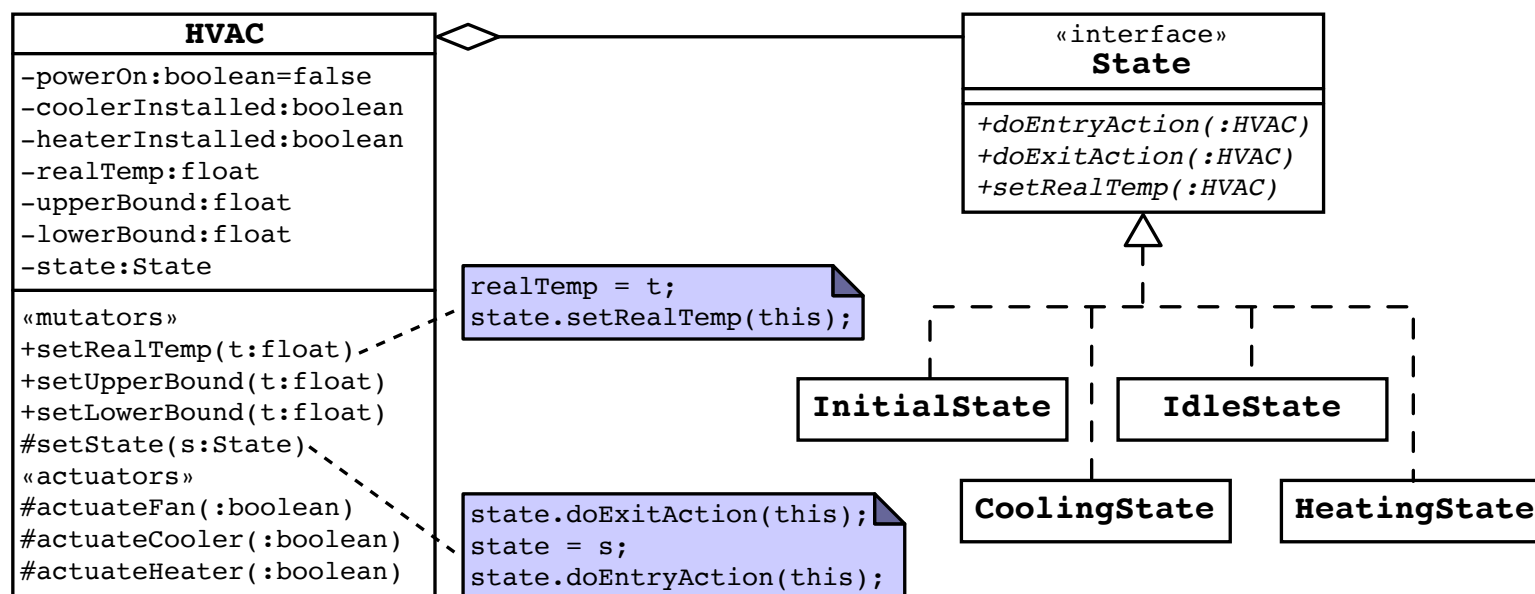 HVAC
-powerOn:boolean=false
-coolerInstalled:boolean
-heaterInstalled:boolean
-realTemp:float
-upperBound:float
-lowerBound:float
-state:State
«mutators»
+setRealTemp(t:float)
+setUpperBound(t:float)
+setLowerBound(t:float)
#setState(s:State)
«actuators»
#actuateFan(:boolean)
#actuateCooler(:boolean)
#actuateHeater(:boolean)
realTemp = t;
state.setRealTemp(this);
state.doExitAction(this);
state = s;
state.doEntryAction(this);
«interface»
State
+doEntryAction(:HVAC)
+doExitAction(:HVAC)
+setRealTemp(:HVAC)
InitialState
IdleState
CoolingState
HeatingState